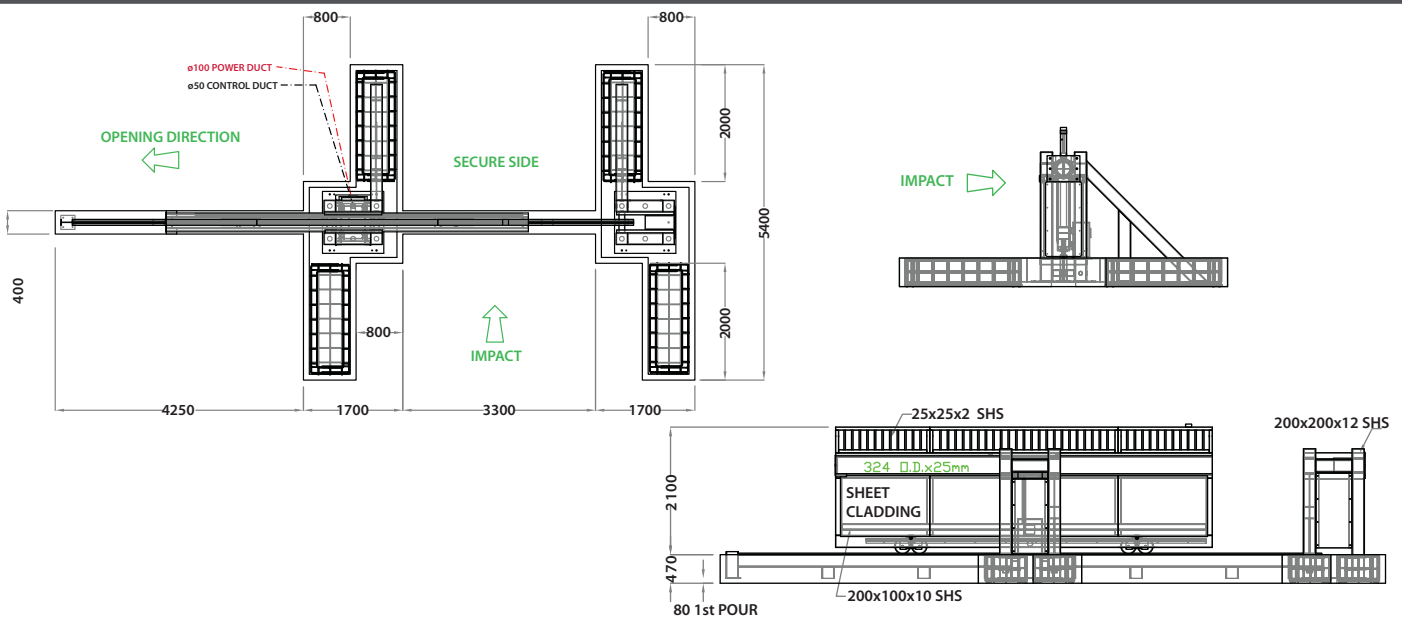 800
800
ø100 POWER DUCT
ø50 CONTROL DUCT
OPENING DIRECTION
SECURE SIDE
2000
5400
400
800
IMPACT
2000
4250
1700
3300
1700
IMPACT
25x25x2 SHS
200x200x12 SHS
324 O.D.x25mm
SHEET
CLADDING
2100
470
200x100x10 SHS
80 1st POUR